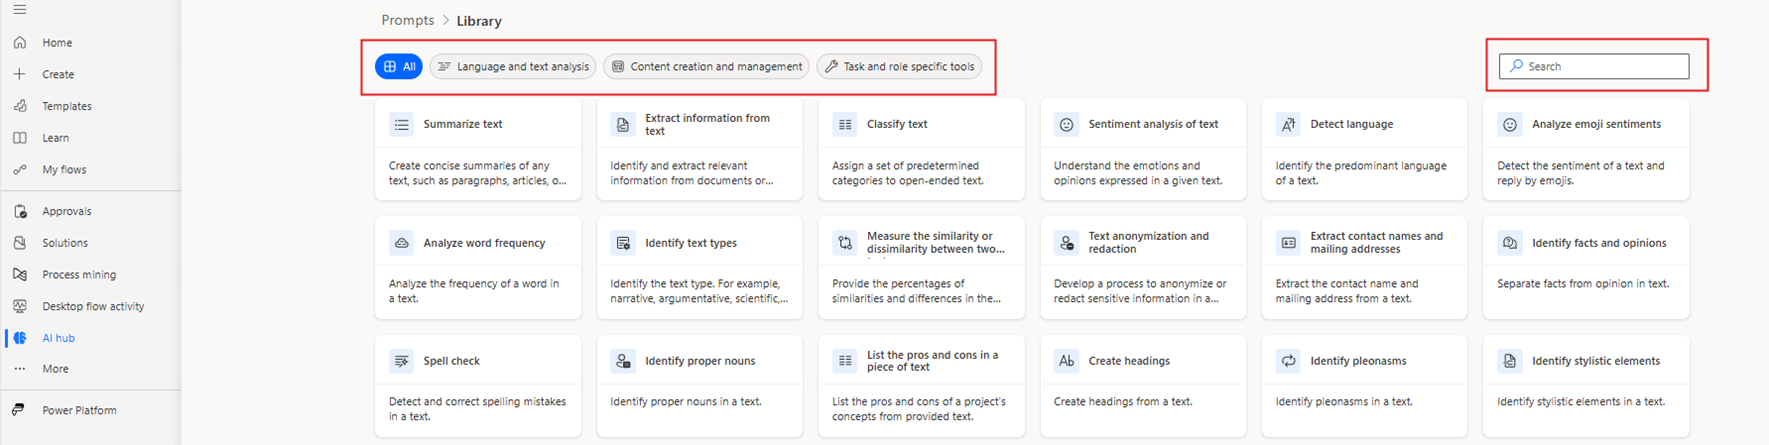 Home
Create
Templates
Learn
My flows
Approvals
Solutions
Process mining
Desktop flow activity
AI hub
More
Power Platform
Prompts > Library
All
Language and text analysis
Content creation and management
Task and role specific tools
Search
Summarize text
Create concise summaries of any
text, such as paragraphs, articles, o...
Extract information from
text
Identify and extract relevant
information from documents or...
Classify text
Assign a set of predetermined
categories to open-ended text.
Sentiment analysis of text
Understand the emotions and
opinions expressed in a given text.
Detect language
Identify the predominant language
of a text.
Analyze emoji sentiments
Detect the sentiment of a text and
reply by emojis.
Analyze word frequency
Analyze the frequency of a word in
a text.
Identify text types
Identify the text type. For example,
narrative, argumentative, scientific,...
Measure the similarity or
dissimilarity between two...
Provide the percentages of
similarities and differences in the...
Text anonymization and
redaction
Develop a process to anonymize or
redact sensitive information in a...
Extract contact names and
mailing addresses
Extract the contact name and
mailing address from a text.
Identify facts and opinions
Separate facts from opinion in text.
Spell check
Detect and correct spelling mistakes
in a text.
Identify proper nouns
Identify proper nouns in a text.
List the pros and cons in a
piece of text
List the pros and cons of a project's
concepts from provided text.
Ab
Create headings
Create headings from a text.
Identify pleonasms
Identify pleonasms in a text.
Identify stylistic elements
Identify stylistic elements in a text.